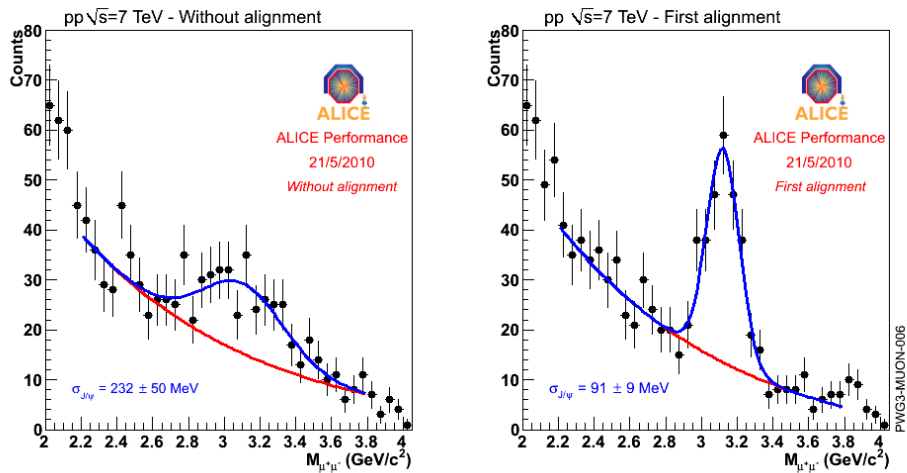 pp √s=7 TeV - Without alignment
Counts
80
70
60
50
40
30
20
10
0
ALICE
ALICE Performance
21/5/2010
Without alignment
σJ/ψ = 232 ± 50 MeV
2 2.2 2.4 2.6 2.8 3 3.2 3.4 3.6 3.8 4
Mμ+μ- (GeV/c²)
pp √s=7 TeV - First alignment
Counts
80
70
60
50
40
30
20
10
0
ALICE
ALICE Performance
21/5/2010
First alignment
σJ/ψ = 91 ± 9 MeV
2 2.2 2.4 2.6 2.8 3 3.2 3.4 3.6 3.8 4
Mμ+μ- (GeV/c²)
PWG3-MUON-006